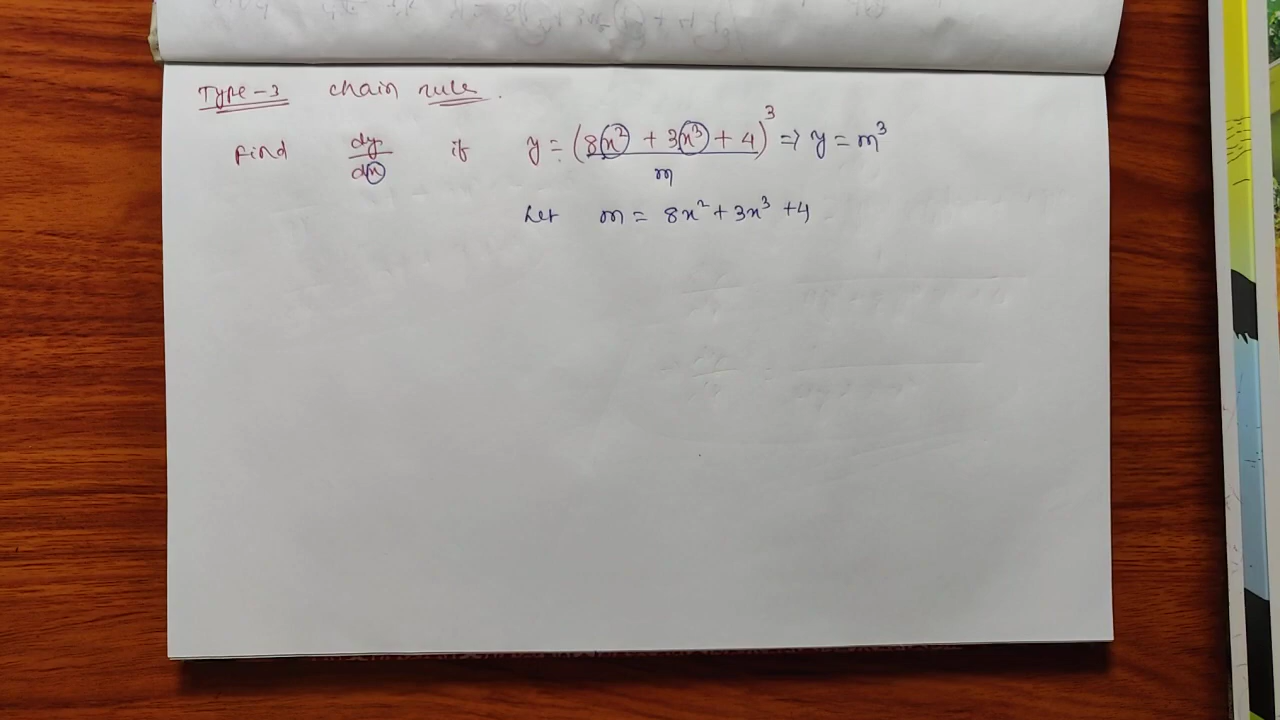 Type-3 chain rule.
Find dy/dx if y = (8x² + 3x³ + 4)³ ⇒ y = m³
m
Let m = 8x² + 3x³ + 4